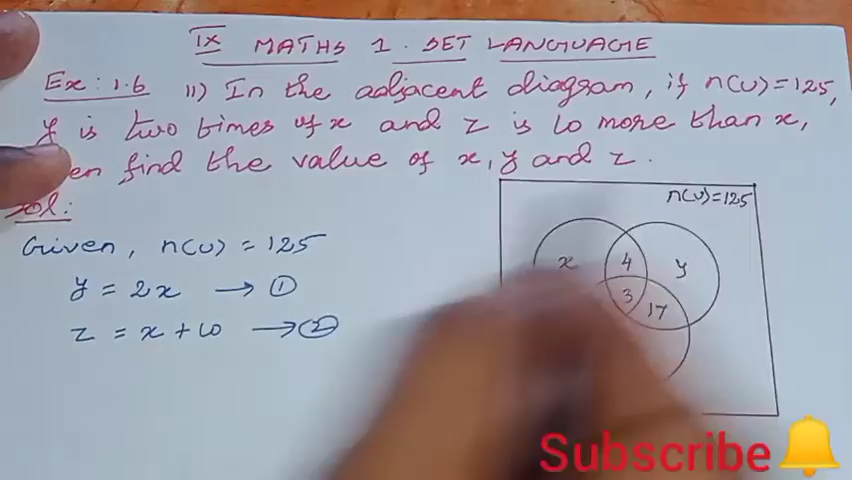 IX MATHS 1. SET LANGUAGE
Ex: 1.6 11) In the adjacent diagram, if n(U)=125,
y is two times of x and z is 10 more than x,
en find the value of x, y and z.
Sol:
n(U)=125
Given, n(U) = 125
x 4 y
y = 2x → ①
3 17
z = x + 10 → ②
Subscribe